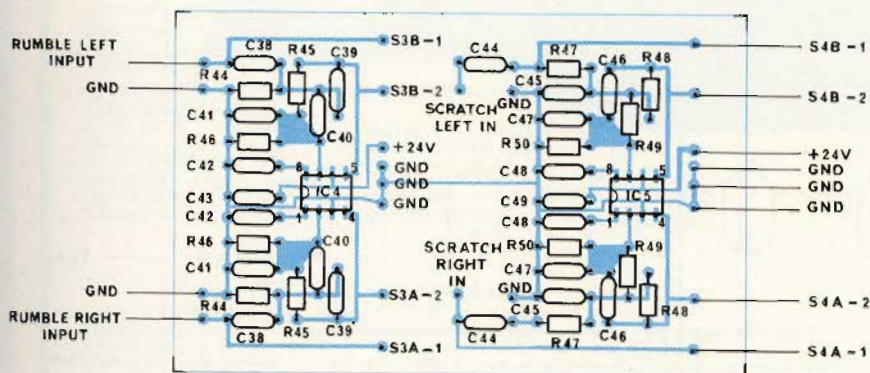 RUMBLE LEFT
INPUT
GND
R44
C38
R45
C39
C41
R46
C40
C42
8
5
IC 4
C43
C42
1
4
R46
C40
C41
GND
R44
RUMBLE RIGHT
INPUT
C38
R45
C39
S3B-1
S3B-2
+24V
GND
GND
GND
S3A-2
S3A-1
C44
R47
C46
R48
C45
GND
SCRATCH
LEFT IN
C47
R50
R49
C48
8
5
IC 5
C49
C48
1
4
SCRATCH
RIGHT
IN
R50
R49
C47
GND
C45
C44
R47
C46
R48
S4B-1
S4B-2
+24V
GND
GND
GND
S4A-2
S4A-1